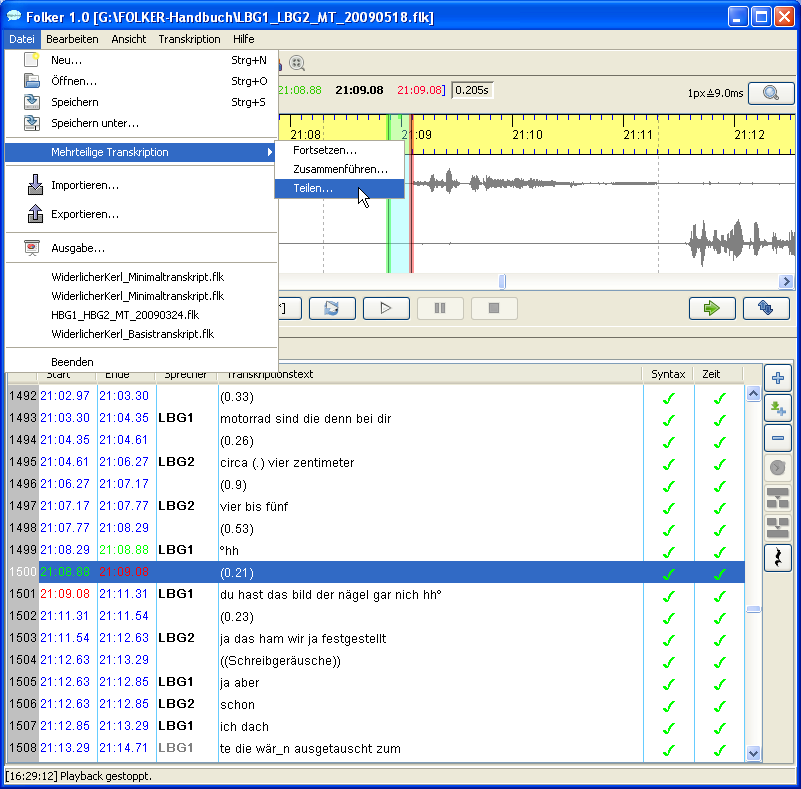 Folker 1.0 [G:\FOLKER-Handbuch\LBG1_LBG2_MT_20090518.flk]
Datei Bearbeiten Ansicht Transkription Hilfe
Neu... Strg+N
Öffnen... Strg+O
Speichern Strg+S
Speichern unter...
Mehrteilige Transkription
Fortsetzen...
Zusammenführen...
Teilen...
Importieren...
Exportieren...
Ausgabe...
WiderlicherKerl_Minimaltranskript.flk
WiderlicherKerl_Minimaltranskript.flk
HBG1_HBG2_MT_20090324.flk
WiderlicherKerl_Basistranskript.flk
Beenden
21:08.88 21:09.08 21:09.08] 0.205s 1px≙9.0ms
21:08 21:09 21:10 21:11 21:12
Start Ende Sprecher Transkriptionstext Syntax Zeit
1492 21:02.97 21:03.30 (0.33)
1493 21:03.30 21:04.35 LBG1 motorrad sind die denn bei dir
1494 21:04.35 21:04.61 (0.26)
1495 21:04.61 21:06.27 LBG2 circa (.) vier zentimeter
1496 21:06.27 21:07.17 (0.9)
1497 21:07.17 21:07.77 LBG2 vier bis fünf
1498 21:07.77 21:08.29 (0.53)
1499 21:08.29 21:08.88 LBG1 °hh
1500 21:08.88 21:09.08 (0.21)
1501 21:09.08 21:11.31 LBG1 du hast das bild der nägel gar nich hh°
1502 21:11.31 21:11.54 (0.23)
1503 21:11.54 21:12.63 LBG2 ja das ham wir ja festgestellt
1504 21:12.63 21:13.29 ((Schreibgeräusche))
1505 21:12.63 21:12.85 LBG1 ja aber
1506 21:12.63 21:12.85 LBG2 schon
1507 21:12.85 21:13.29 LBG1 ich dach
1508 21:13.29 21:14.71 LBG1 te die wär_n ausgetauscht zum
[16:29:12] Playback gestoppt.